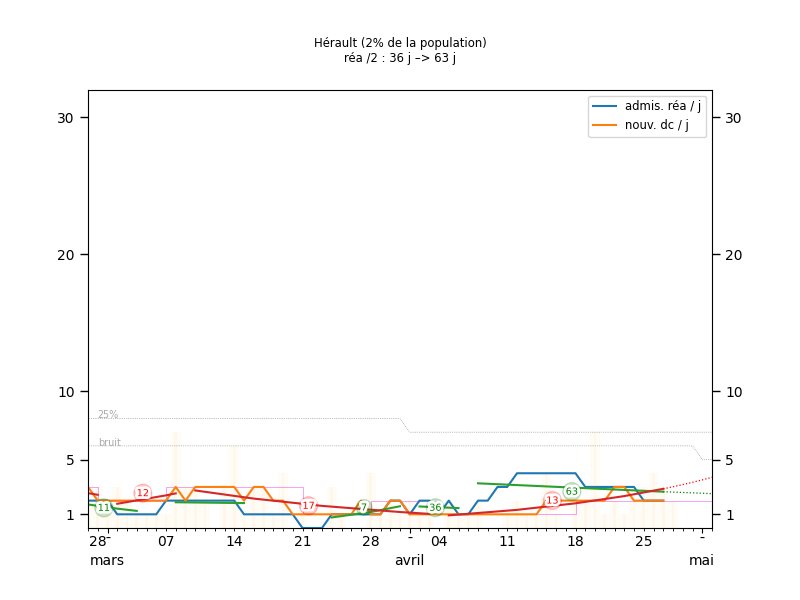 Hérault (2% de la population)
réa /2 : 36 j –> 63 j
admis. réa / j
nouv. dc / j
30 30
20 20
10 10
25%
bruit
5 5
12 11 17 7 36 13 63
1 1
28 - 07 14 21 28 - 04 11 18 25 -
mars avril mai